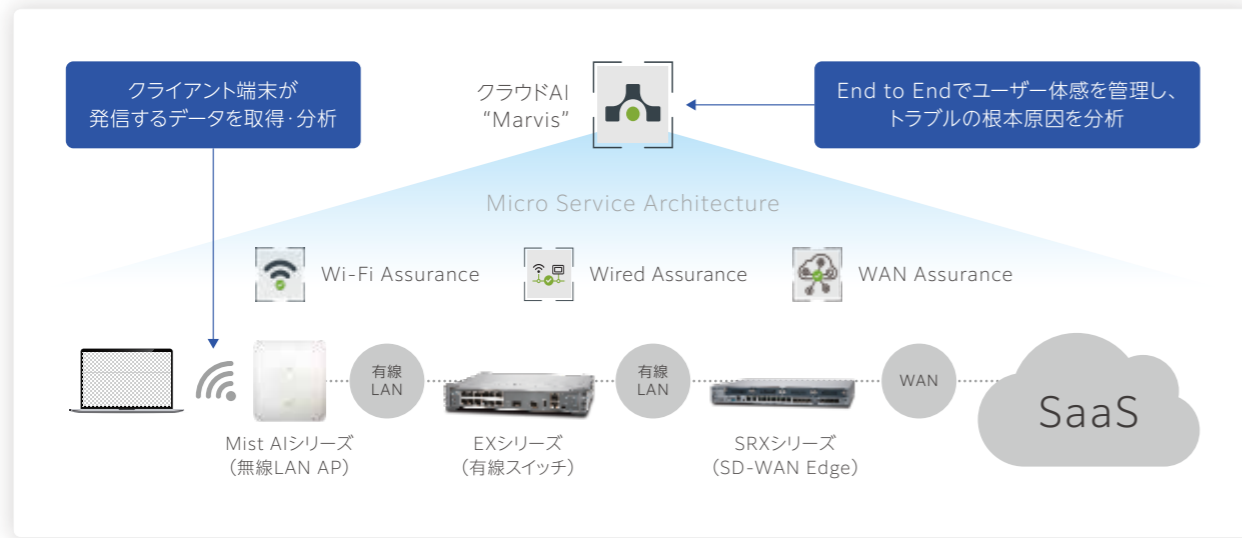 クライアント端末が
発信するデータを取得・分析
クラウドAI
“Marvis”
End to Endでユーザー体感を管理し、
トラブルの根本原因を分析
Micro Service Architecture
Wi-Fi Assurance
Wired Assurance
WAN Assurance
有線
LAN
有線
LAN
WAN
SaaS
Mist AIシリーズ
（無線LAN AP）
EXシリーズ
（有線スイッチ）
SRXシリーズ
（SD-WAN Edge）